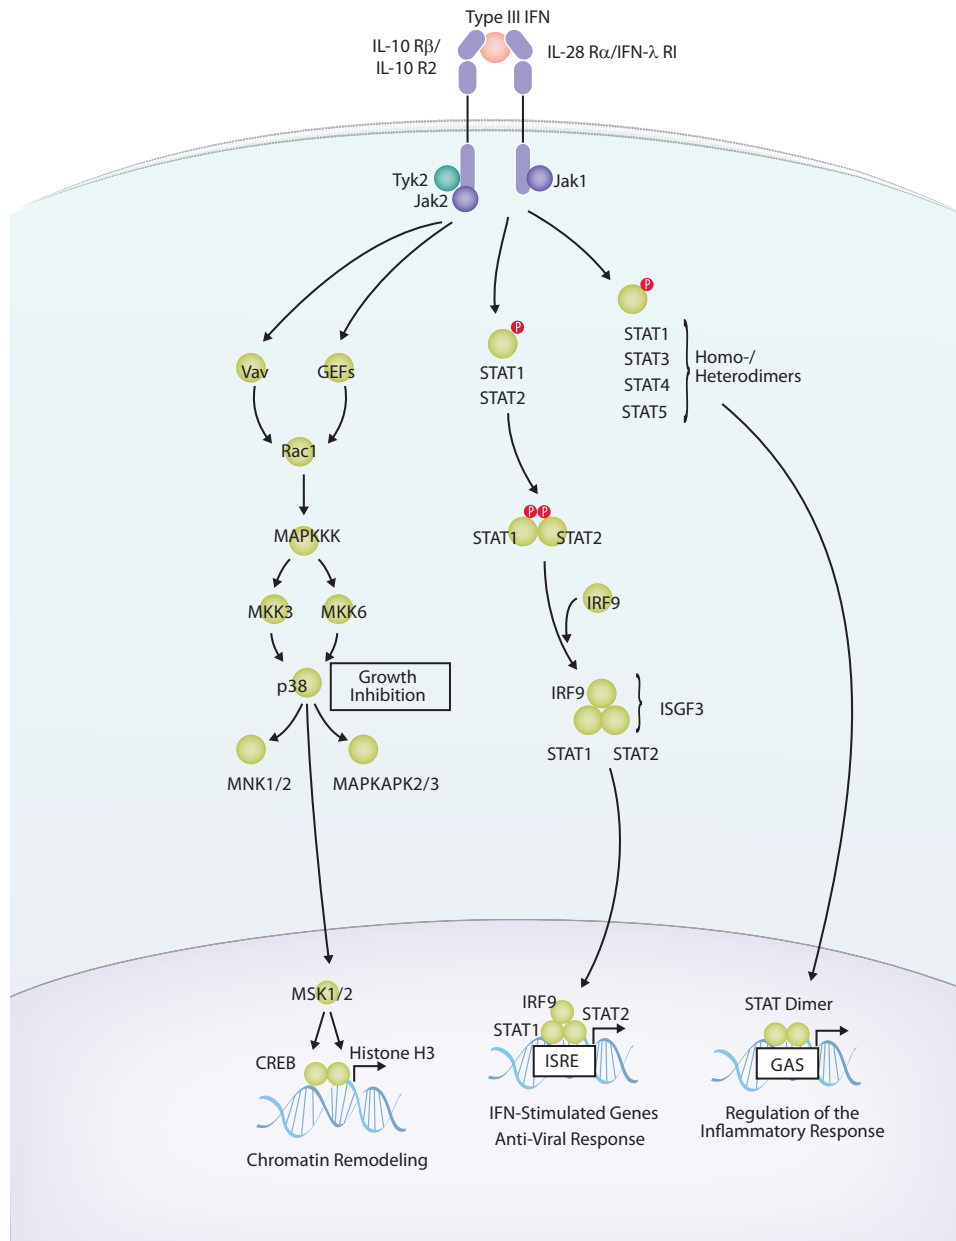 Type III IFN
IL-10 Rβ/
IL-10 R2
IL-28 Rα/IFN-λ RI
Tyk2
Jak2
Jak1
P
STAT1
STAT3
STAT4
STAT5
Homo-/
Heterodimers
P
STAT1
STAT2
Vav
GEFs
Rac1
MAPKKK
P P
STAT1
STAT2
MKK3
MKK6
IRF9
p38
Growth
Inhibition
IRF9
ISGF3
STAT1
STAT2
MNK1/2
MAPKAPK2/3
MSK1/2
CREB
Histone H3
Chromatin Remodeling
IRF9
STAT1
STAT2
ISRE
IFN-Stimulated Genes
Anti-Viral Response
STAT Dimer
GAS
Regulation of the
Inflammatory Response